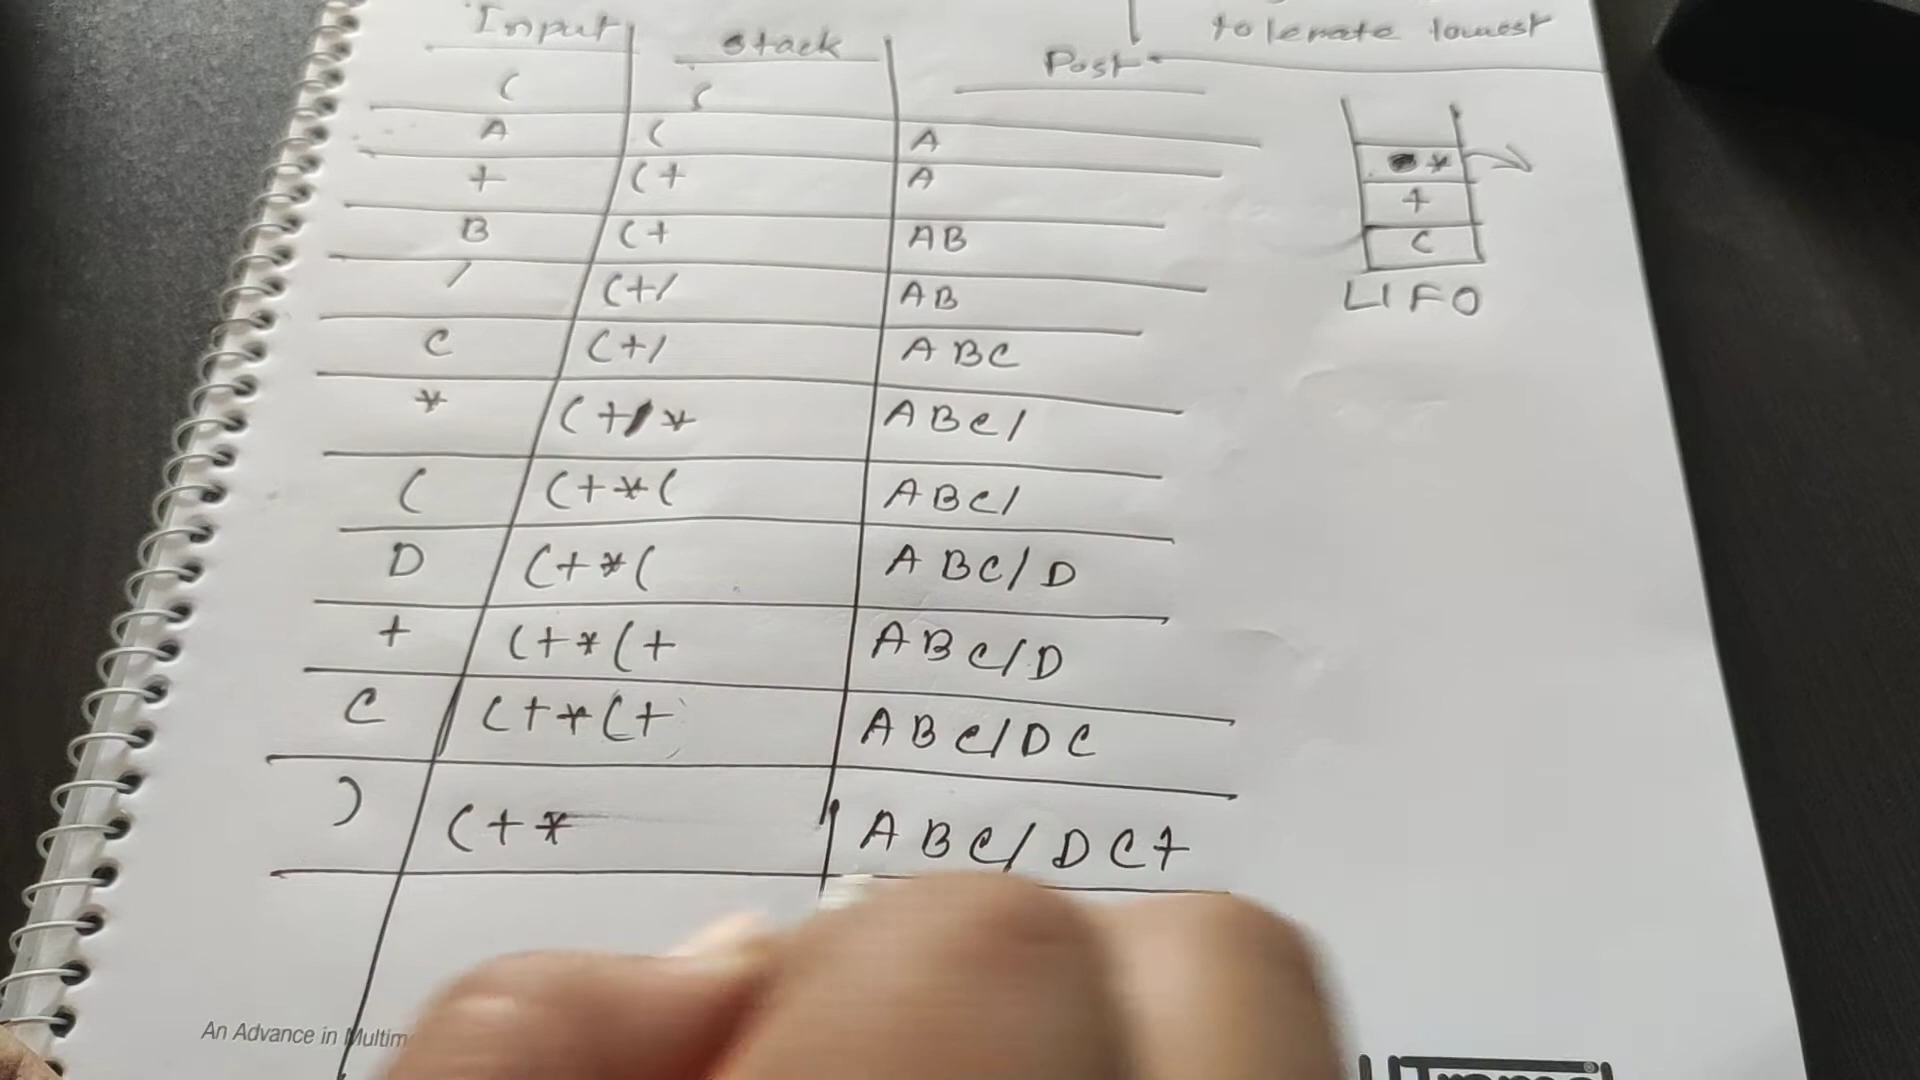 tolerate lowest
Input Stack Post
( (
A ( A
+ (+ A
B (+ AB
/ (+/ AB
C (+/ ABC
* (+/* ABC/
( (+*( ABC/
D (+*( ABC/D
+ (+*(+ ABC/D
C (+*(+ ABC/DC
) (+* ABC/DC+
*
+
(
LIFO
An Advance in